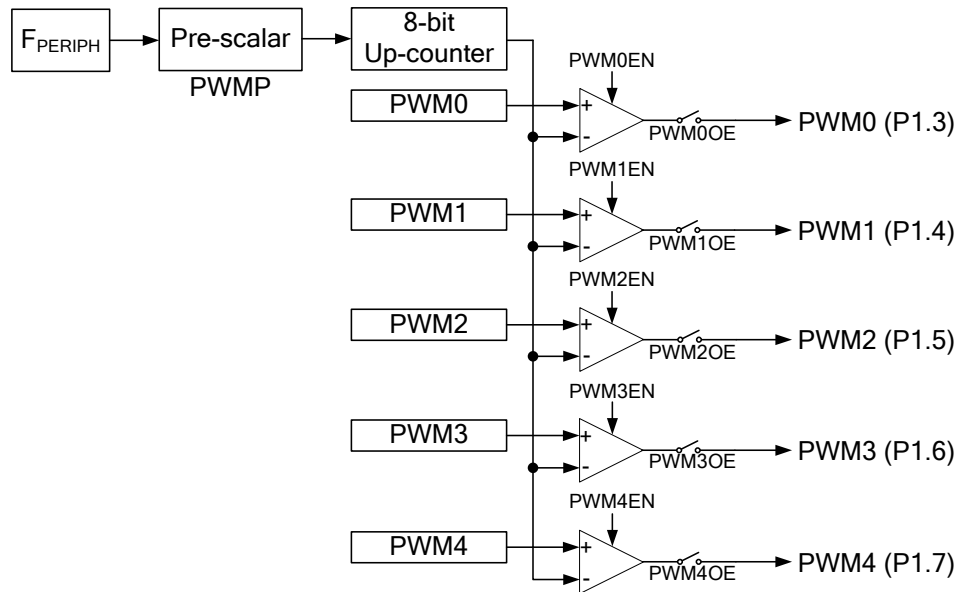 FPERIPH
Pre-scalar
PWMP
8-bit
Up-counter
PWM0
PWM0EN
+
-
PWM0OE
PWM0 (P1.3)
PWM1
PWM1EN
+
-
PWM1OE
PWM1 (P1.4)
PWM2
PWM2EN
+
-
PWM2OE
PWM2 (P1.5)
PWM3
PWM3EN
+
-
PWM3OE
PWM3 (P1.6)
PWM4
PWM4EN
+
-
PWM4OE
PWM4 (P1.7)